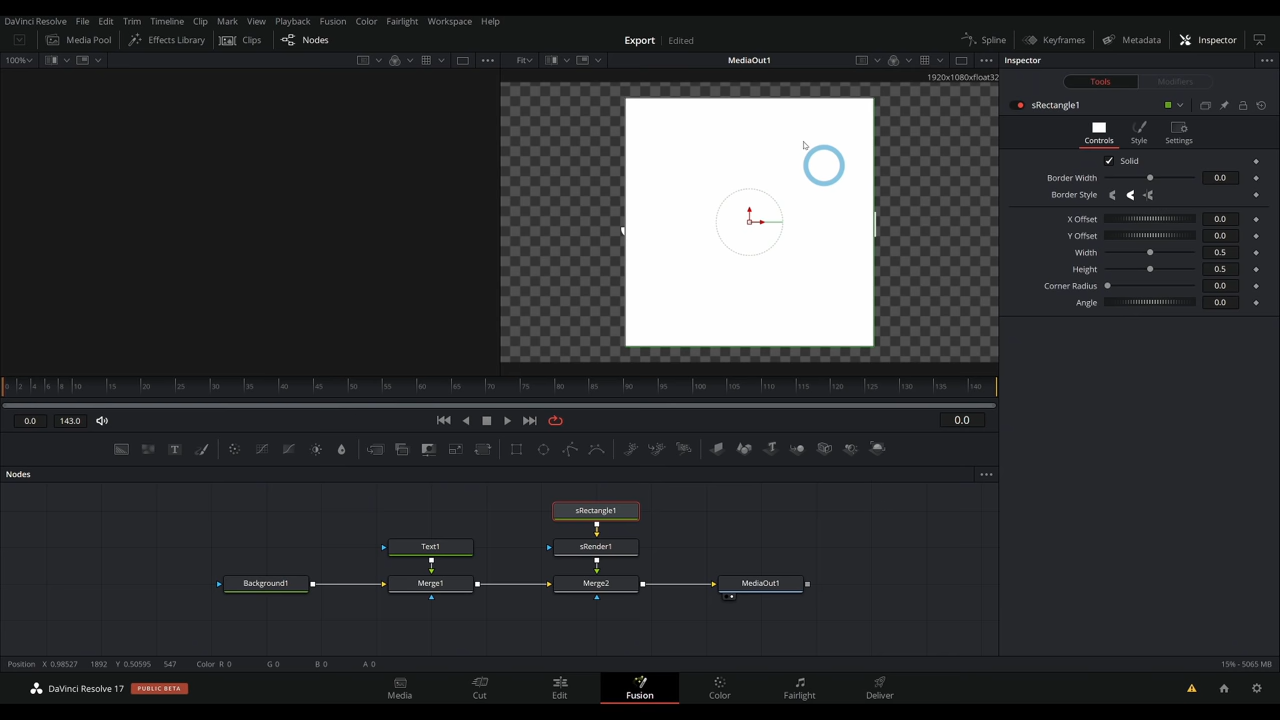 DaVinci Resolve File Edit Trim Timeline Clip Mark View Playback Fusion Color Fairlight Workspace Help
Media Pool Effects Library Clips Nodes Export Edited Spline Keyframes Metadata Inspector
100% Fit MediaOut1 Inspector
1920x1080xfloat32
Tools Modifiers
sRectangle1
Controls Style Settings
Solid
Border Width 0.0
Border Style
X Offset 0.0
Y Offset 0.0
Width 0.5
Height 0.5
Corner Radius 0.0
Angle 0.0
0 2 4 6 8 10 15 20 25 30 35 40 45 50 55 60 65 70 75 80 85 90 95 100 105 110 115 120 125 130 135 140
0.0 143.0 0.0
Nodes
sRectangle1
Text1 sRender1
Background1 Merge1 Merge2 MediaOut1
Position X 0.98527 1892 Y 0.50595 547 Color R 0 G 0 B 0 A 0 15% - 5065 MB
DaVinci Resolve 17 PUBLIC BETA Media Cut Edit Fusion Color Fairlight Deliver